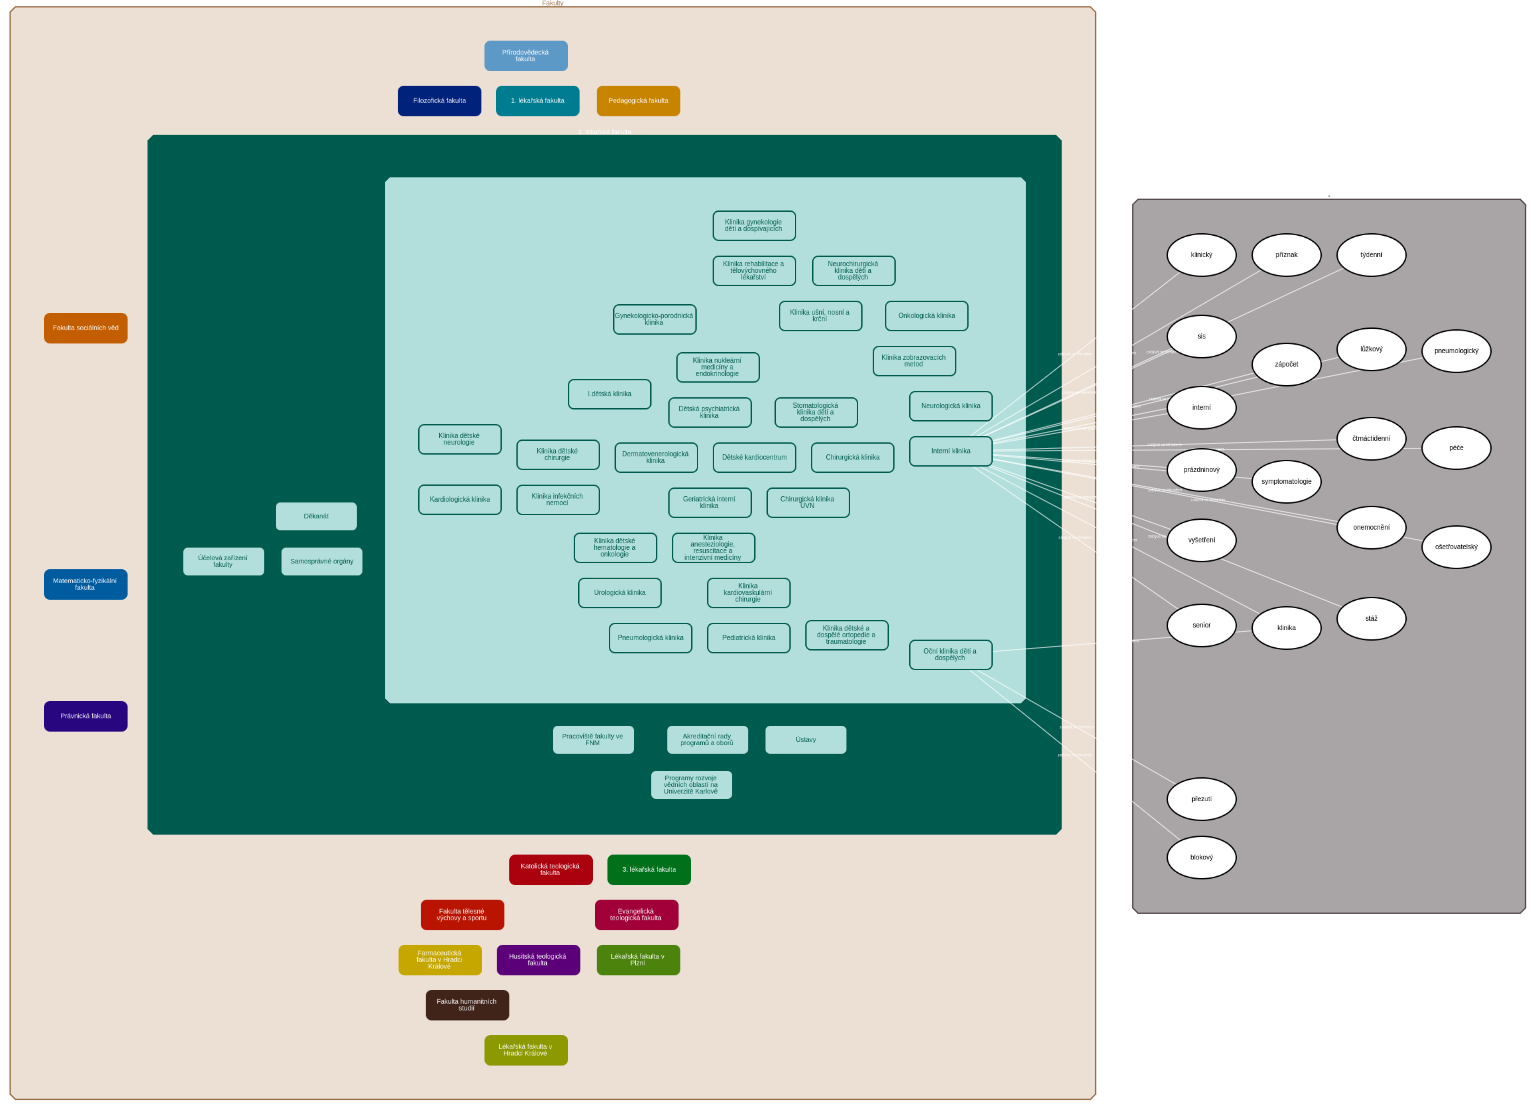 Fakulty
Přírodovědecká
fakulta
Filozofická fakulta
1. lékařská fakulta
Pedagogická fakulta
2. lékařská fakulta
Klinika gynekologie
dětí a dospívajících
Klinika rehabilitace a
tělovýchovného
lékařství
Neurochirurgická
klinika dětí a
dospělých
Gynekologicko-porodnická
klinika
Klinika ušní, nosní a
krční
Onkologická klinika
Fakulta sociálních věd
Klinika nukleární
medicíny a
endokrinologie
Klinika zobrazovacích
metod
I.dětská klinika
Dětská psychiatrická
klinika
Stomatologická
klinika dětí a
dospělých
Neurologická klinika
Klinika dětské
neurologie
Klinika dětské
chirurgie
Dermatovenerologická
klinika
Dětské kardiocentrum
Chirurgická klinika
Interní klinika
Kardiologická klinika
Klinika infekčních
nemocí
Geriatrická interní
klinika
Chirurgická klinika
ÚVN
Děkanát
Účelová zařízení
fakulty
Samosprávné orgány
Klinika dětské
hematologie a
onkologie
Klinika
anesteziologie,
resuscitace a
intenzivní medicíny
Matematicko-fyzikální
fakulta
Urologická klinika
Klinika
kardiovaskulární
chirurgie
Pneumologická klinika
Pediatrická klinika
Klinika dětské a
dospělé ortopedie a
traumatologie
Oční klinika dětí a
dospělých
Právnická fakulta
Pracoviště fakulty ve
FNM
Akreditační rady
programů a oborů
Ústavy
Programy rozvoje
vědních oblastí na
Univerzitě Karlově
Katolická teologická
fakulta
3. lékařská fakulta
Fakulta tělesné
výchovy a sportu
Evangelická
teologická fakulta
Farmaceutická
fakulta v Hradci
Králové
Husitská teologická
fakulta
Lékařská fakulta v
Plzni
Fakulta humanitních
studií
Lékařská fakulta v
Hradci Králové
klinický
příznak
týdenní
sis
zápočet
lůžkový
pneumologický
interní
čtrnáctidenní
péče
prázdninový
symptomatologie
onemocnění
ošetřovatelský
vyšetření
senior
klinika
stáž
přezutí
blokový